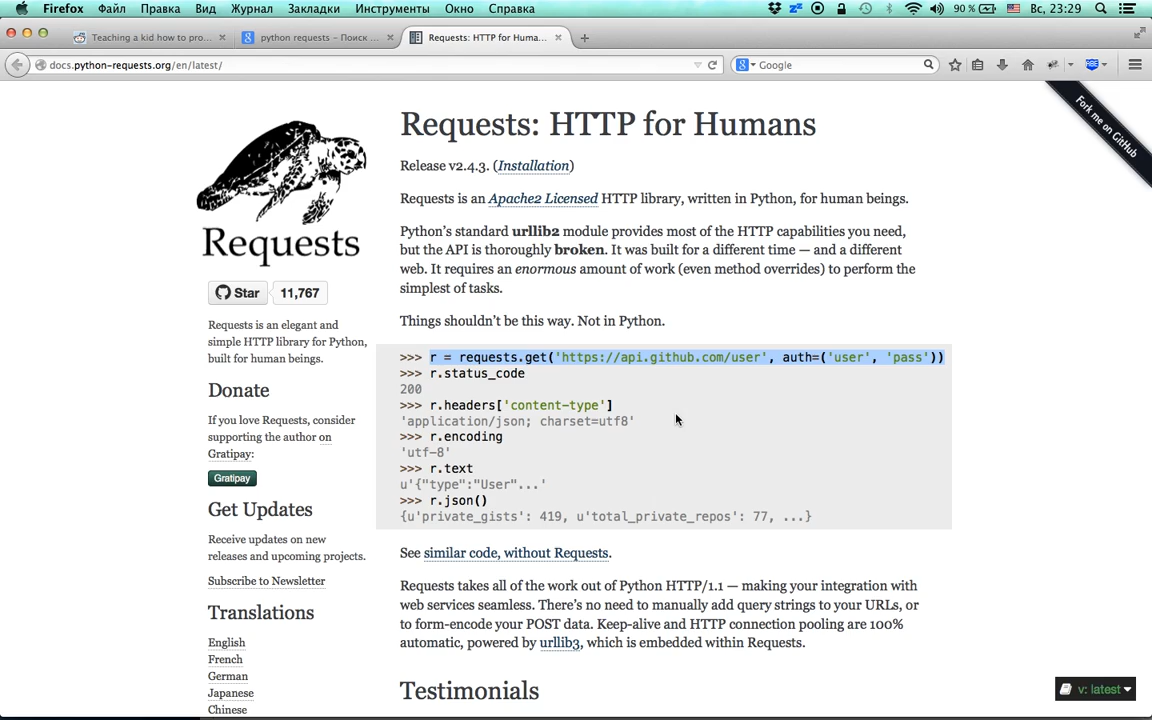 Firefox Файл Правка Вид Журнал Закладки Инструменты Окно Справка 90 % Вс, 23:29
Teaching a kid how to pro... python requests – Поиск ... Requests: HTTP for Huma...
docs.python-requests.org/en/latest/ Google
Fork me on GitHub
Requests
Star 11,767
Requests is an elegant and
simple HTTP library for Python,
built for human beings.
Donate
If you love Requests, consider
supporting the author on
Gratipay:
Gratipay
Get Updates
Receive updates on new
releases and upcoming projects.
Subscribe to Newsletter
Translations
English
French
German
Japanese
Chinese
Requests: HTTP for Humans
Release v2.4.3. (Installation)
Requests is an Apache2 Licensed HTTP library, written in Python, for human beings.
Python’s standard urllib2 module provides most of the HTTP capabilities you need,
but the API is thoroughly broken. It was built for a different time — and a different
web. It requires an enormous amount of work (even method overrides) to perform the
simplest of tasks.
Things shouldn’t be this way. Not in Python.
>>> r = requests.get('https://api.github.com/user', auth=('user', 'pass'))
>>> r.status_code
200
>>> r.headers['content-type']
'application/json; charset=utf8'
>>> r.encoding
'utf-8'
>>> r.text
u'{"type":"User"...'
>>> r.json()
{u'private_gists': 419, u'total_private_repos': 77, ...}
See similar code, without Requests.
Requests takes all of the work out of Python HTTP/1.1 — making your integration with
web services seamless. There’s no need to manually add query strings to your URLs, or
to form-encode your POST data. Keep-alive and HTTP connection pooling are 100%
automatic, powered by urllib3, which is embedded within Requests.
Testimonials
v: latest